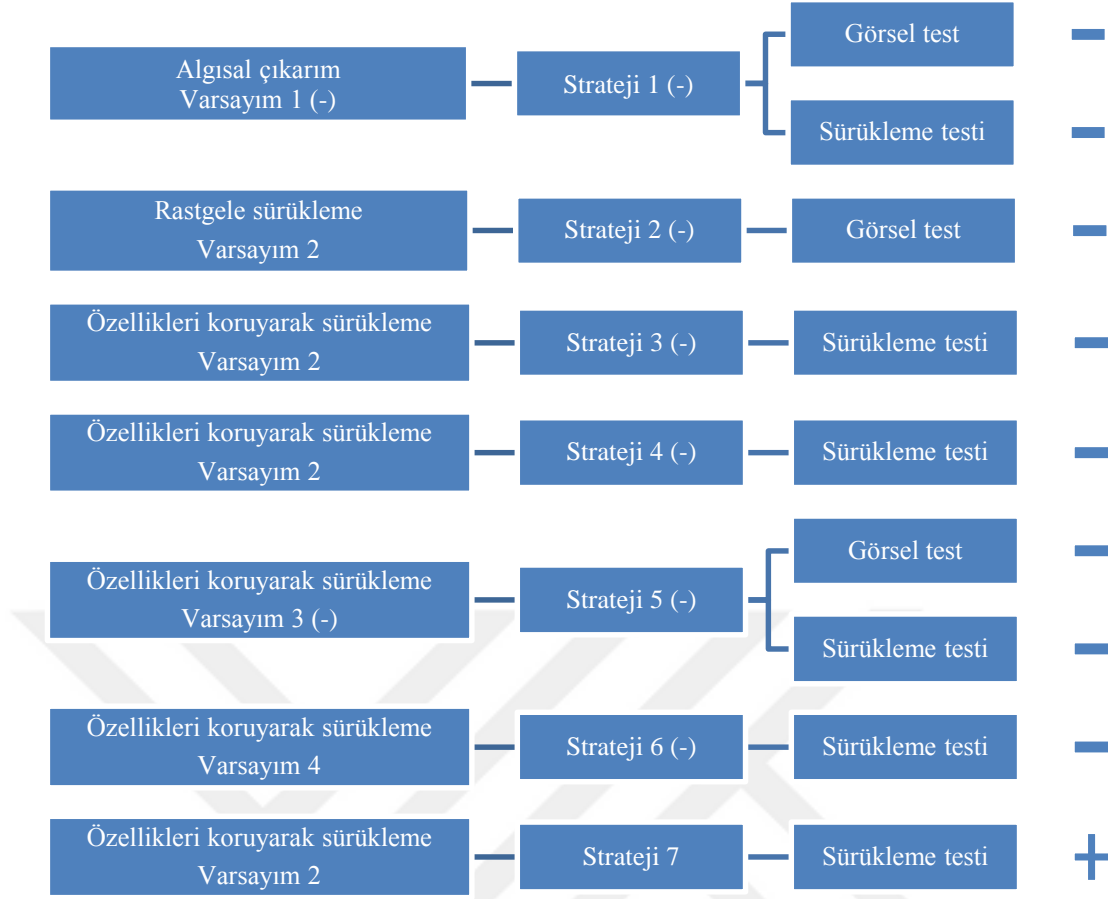 Görsel test
Algısal çıkarım
Varsayım 1 (-)
Strateji 1 (-)
Sürükleme testi
Rastgele sürükleme
Varsayım 2
Strateji 2 (-)
Görsel test
Özellikleri koruyarak sürükleme
Varsayım 2
Strateji 3 (-)
Sürükleme testi
Özellikleri koruyarak sürükleme
Varsayım 2
Strateji 4 (-)
Sürükleme testi
Görsel test
Özellikleri koruyarak sürükleme
Varsayım 3 (-)
Strateji 5 (-)
Sürükleme testi
Özellikleri koruyarak sürükleme
Varsayım 4
Strateji 6 (-)
Sürükleme testi
Özellikleri koruyarak sürükleme
Varsayım 2
Strateji 7
Sürükleme testi
+